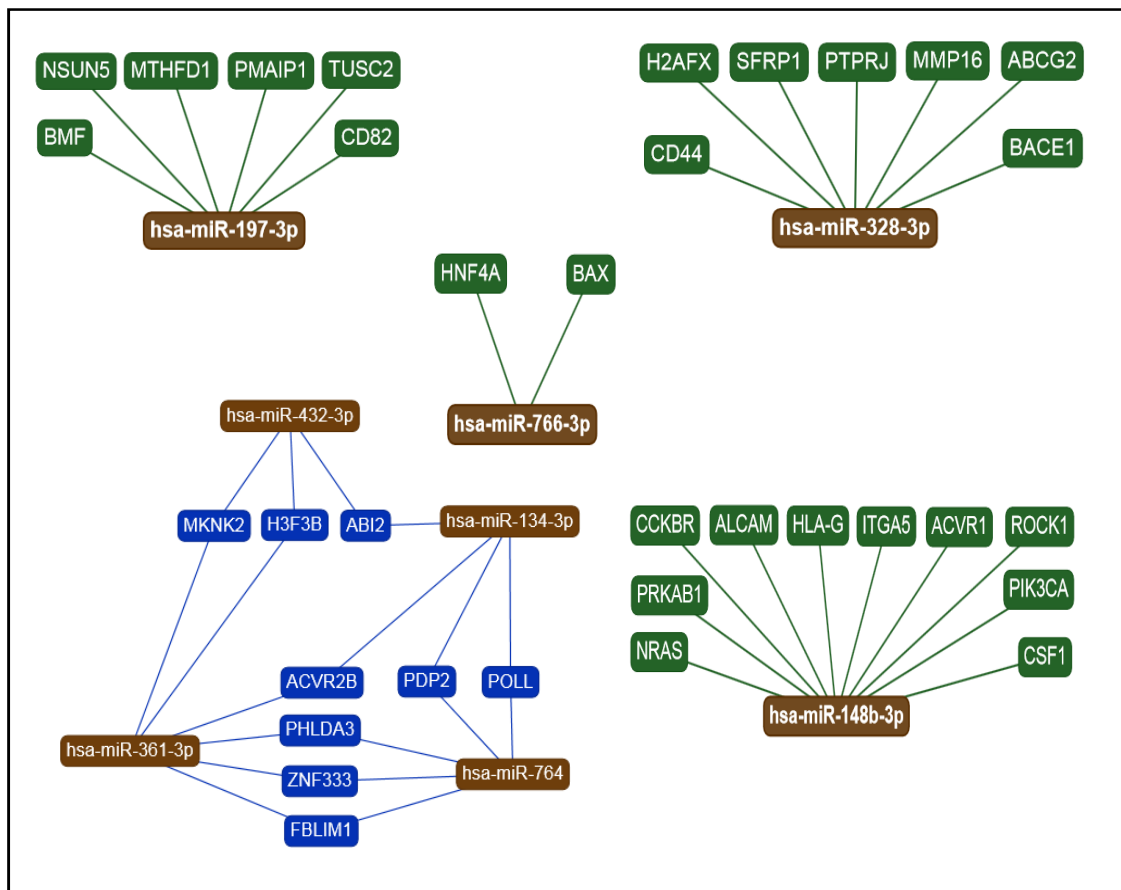 NSUN5 MTHFD1 PMAIP1 TUSC2
BMF CD82
hsa-miR-197-3p
H2AFX SFRP1 PTPRJ MMP16 ABCG2
CD44 BACE1
hsa-miR-328-3p
HNF4A BAX
hsa-miR-766-3p
hsa-miR-432-3p
MKNK2 H3F3B ABI2 hsa-miR-134-3p
ACVR2B PDP2 POLL
PHLDA3
hsa-miR-361-3p
ZNF333 hsa-miR-764
FBLIM1
CCKBR ALCAM HLA-G ITGA5 ACVR1 ROCK1
PRKAB1 PIK3CA
NRAS CSF1
hsa-miR-148b-3p